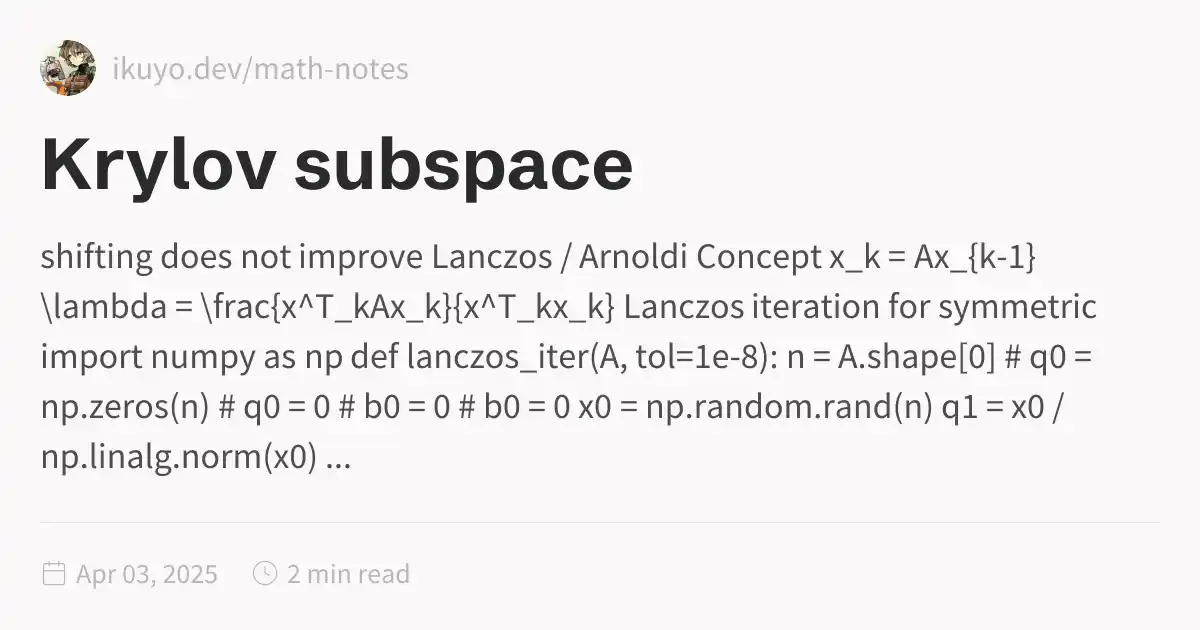 ikuyo.dev/math-notes
Krylov subspace
shifting does not improve Lanczos / Arnoldi Concept x_k = Ax_{k-1}
\lambda = \frac{x^T_kAx_k}{x^T_kx_k} Lanczos iteration for symmetric
import numpy as np def lanczos_iter(A, tol=1e-8): n = A.shape[0] # q0 =
np.zeros(n) # q0 = 0 # b0 = 0 # b0 = 0 x0 = np.random.rand(n) q1 = x0 /
np.linalg.norm(x0) ...
Apr 03, 2025 2 min read